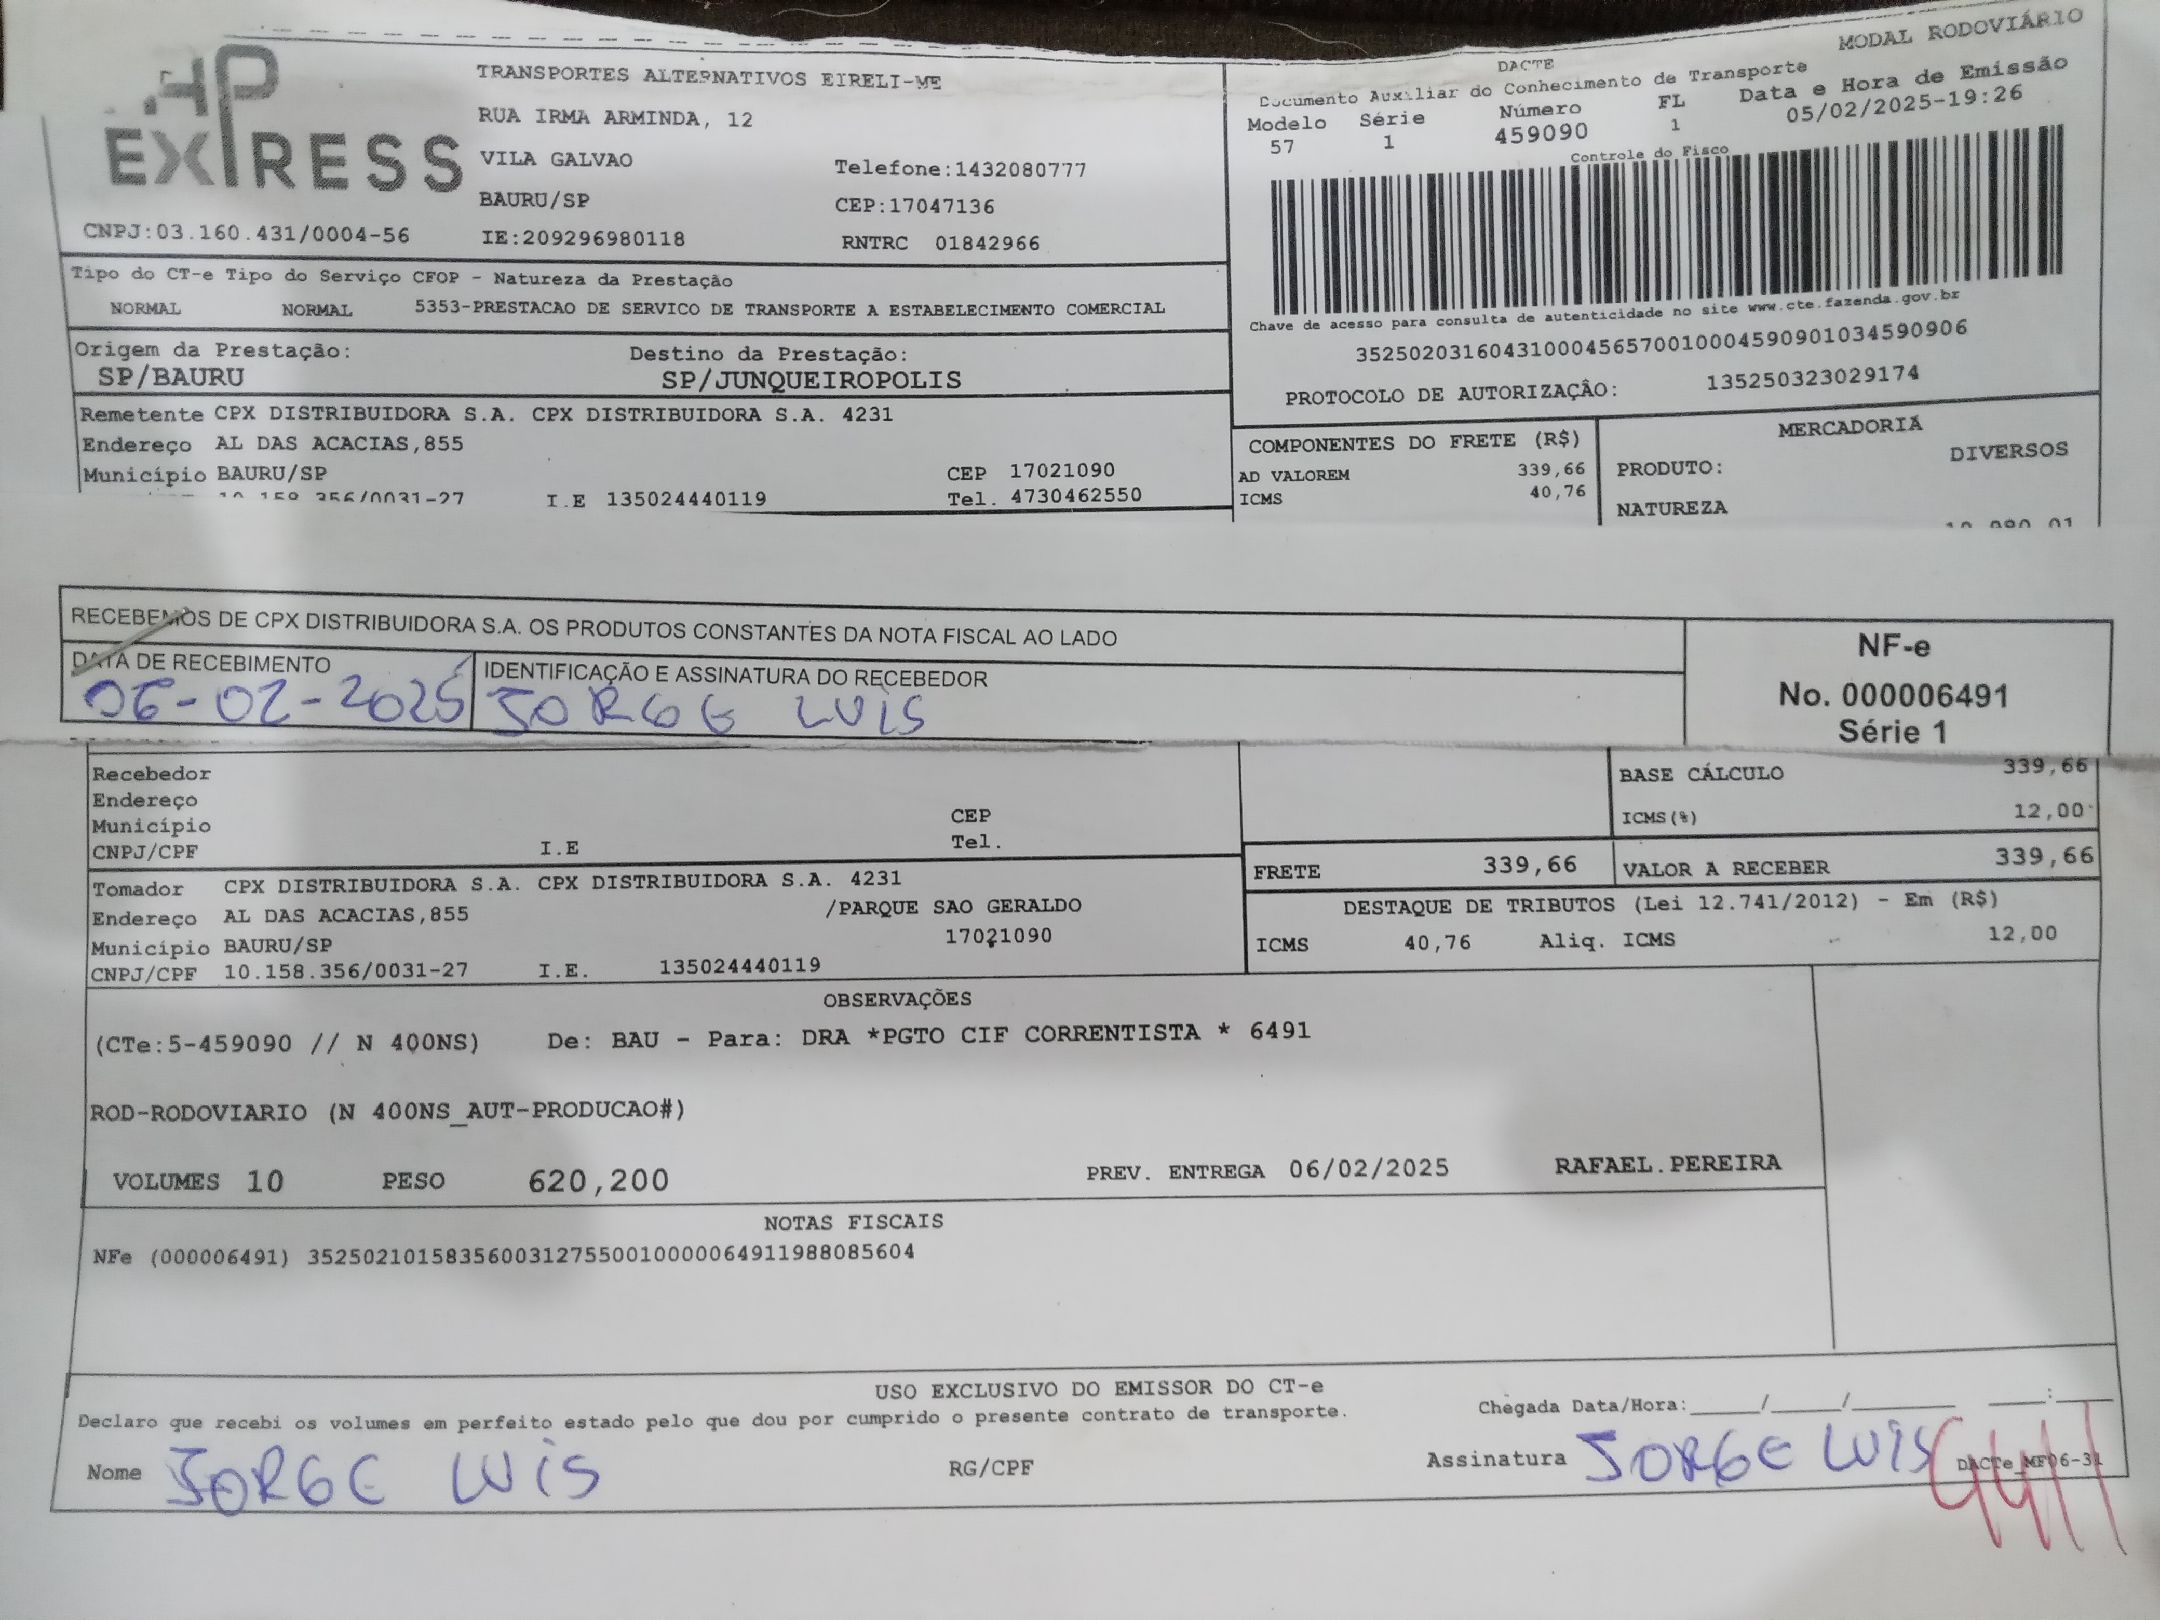 AP EXPRESS
TRANSPORTES ALTERNATIVOS EIRELI-ME
RUA IRMA ARMINDA, 12
VILA GALVAO
Telefone:1432080777
BAURU/SP
CEP:17047136
CNPJ:03.160.431/0004-56
IE:209296980118
RNTRC 01842966
MODAL RODOVIÁRIO
DACTE
Documento Auxiliar do Conhecimento de Transporte
Modelo Série Número FL Data e Hora de Emissão
57 1 459090 1 05/02/2025-19:26
Controle do Fisco
Chave de acesso para consulta de autenticidade no site www.cte.fazenda.gov.br
35250203160431000456570010004590901034590906
PROTOCOLO DE AUTORIZAÇÃO: 135250323029174
Tipo do CT-e Tipo do Serviço CFOP - Natureza da Prestação
NORMAL NORMAL 5353-PRESTACAO DE SERVICO DE TRANSPORTE A ESTABELECIMENTO COMERCIAL
Origem da Prestação: Destino da Prestação:
SP/BAURU SP/JUNQUEIROPOLIS
Remetente CPX DISTRIBUIDORA S.A. CPX DISTRIBUIDORA S.A. 4231
Endereço AL DAS ACACIAS,855
Município BAURU/SP CEP 17021090
10.158.356/0031-27 I.E 135024440119 Tel. 4730462550
COMPONENTES DO FRETE (R$)
AD VALOREM 339,66
ICMS 40,76
MERCADORIA
PRODUTO: DIVERSOS
NATUREZA
RECEBEMOS DE CPX DISTRIBUIDORA S.A. OS PRODUTOS CONSTANTES DA NOTA FISCAL AO LADO
DATA DE RECEBIMENTO
06-02-2025
IDENTIFICAÇÃO E ASSINATURA DO RECEBEDOR
JORGE LUIS
NF-e
No. 000006491
Série 1
Recebedor
Endereço
Município CEP
CNPJ/CPF I.E Tel.
BASE CÁLCULO 339,66
ICMS(%) 12,00
FRETE 339,66 VALOR A RECEBER 339,66
Tomador CPX DISTRIBUIDORA S.A. CPX DISTRIBUIDORA S.A. 4231
Endereço AL DAS ACACIAS,855 /PARQUE SAO GERALDO
Município BAURU/SP 17021090
CNPJ/CPF 10.158.356/0031-27 I.E. 135024440119
DESTAQUE DE TRIBUTOS (Lei 12.741/2012) - Em (R$)
ICMS 40,76 Aliq. ICMS 12,00
OBSERVAÇÕES
(CTe:5-459090 // N 400NS) De: BAU - Para: DRA *PGTO CIF CORRENTISTA * 6491
ROD-RODOVIARIO (N 400NS_AUT-PRODUCAO#)
VOLUMES 10 PESO 620,200 PREV. ENTREGA 06/02/2025 RAFAEL.PEREIRA
NOTAS FISCAIS
NFe (000006491) 35250210158356003127550010000064911988085604
USO EXCLUSIVO DO EMISSOR DO CT-e
Declaro que recebi os volumes em perfeito estado pelo que dou por cumprido o presente contrato de transporte.
Chegada Data/Hora:____/____/________ ___:____
Nome JORGE LUIS RG/CPF Assinatura JORGE LUIS
DACTe_MF06-31